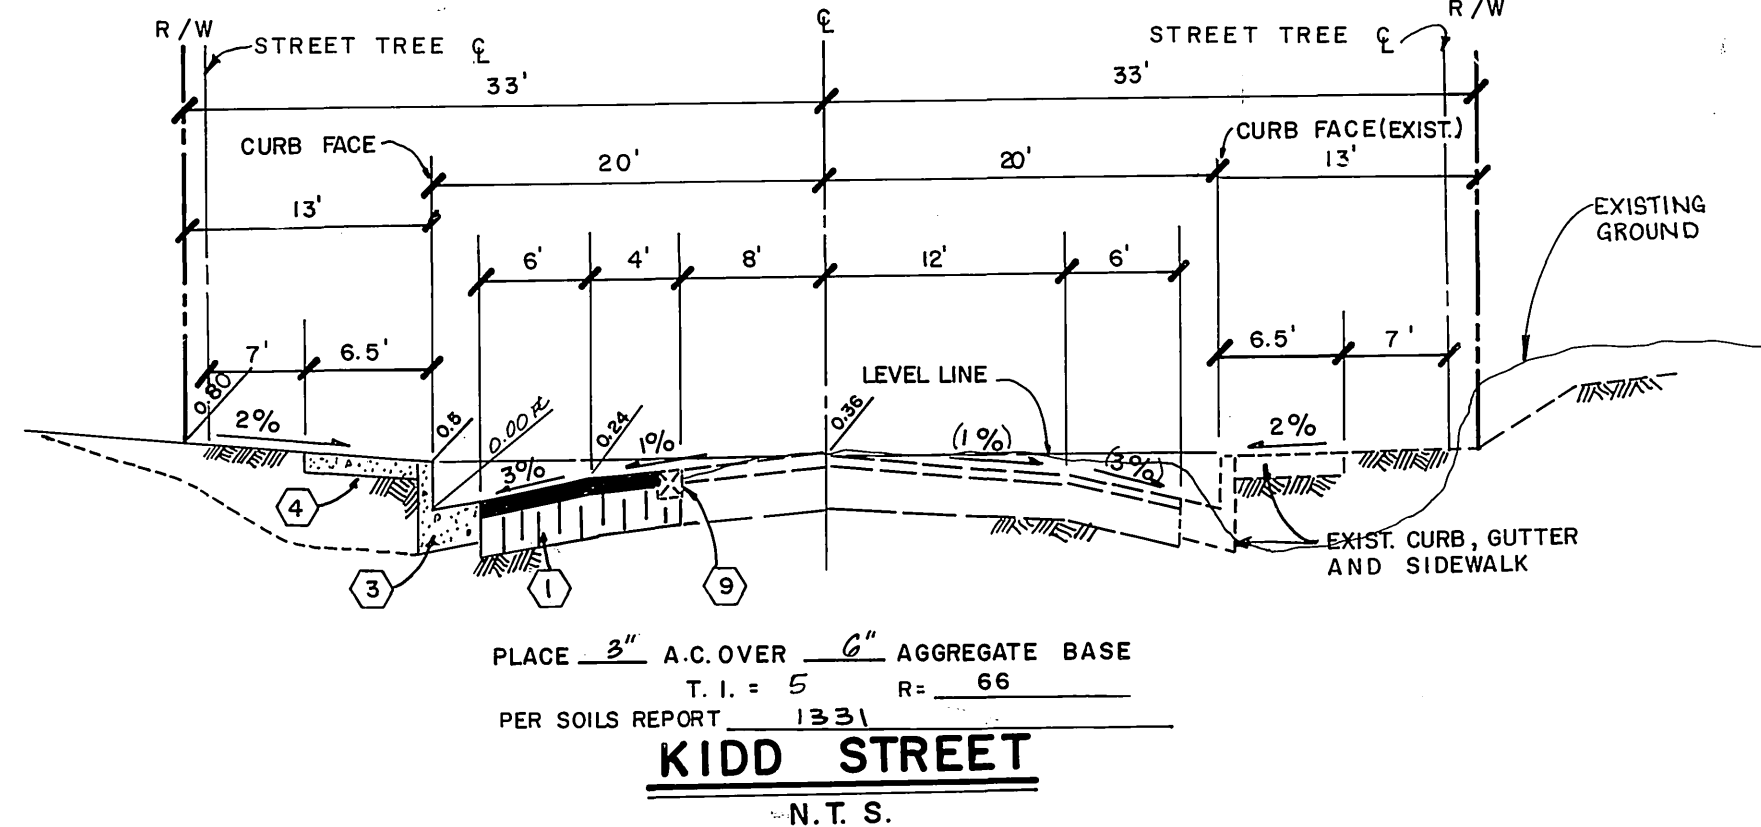 R/W
℄
R/W
STREET TREE ℄
STREET TREE ℄
33'
33'
CURB FACE
CURB FACE(EXIST.)
20'
20'
13'
13'
EXISTING
GROUND
6'
4'
8'
12'
6'
7'
6.5'
6.5'
7'
LEVEL LINE
0.80
2%
0.5
0.00 ft
0.24
1%
0.36
(1%)
2%
3%
(3%)
4
3
1
9
EXIST. CURB, GUTTER
AND SIDEWALK
PLACE 3" A.C. OVER 6" AGGREGATE BASE
T. I. = 5 R= 66
PER SOILS REPORT 1331
KIDD STREET
N.T.S.